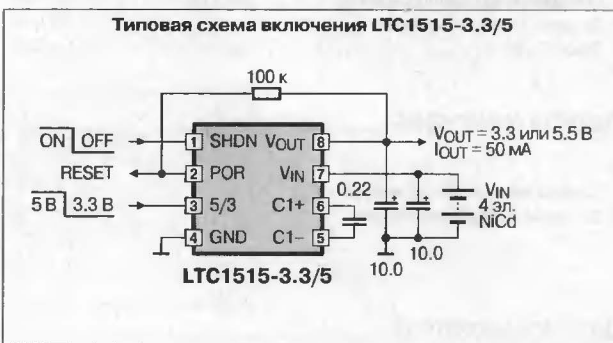 Типовая схема включения LTC1515-3.3/5
100 к
ON OFF
1 SHDN VOUT 8
VOUT = 3.3 или 5.5 В
IOUT = 50 мА
RESET
2 POR VIN 7
5 В 3.3 В
3 5/3 C1+ 6
0.22
VIN
4 эл.
NiCd
4 GND C1– 5
10.0
10.0
LTC1515-3.3/5